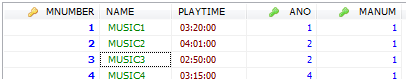 MNUMBER NAME PLAYTIME ANO MANUM
1 MUSIC1 03:20:00 1 1
2 MUSIC2 04:01:00 2 1
3 MUSIC3 02:50:00 2 1
4 MUSIC4 03:15:00 4 1